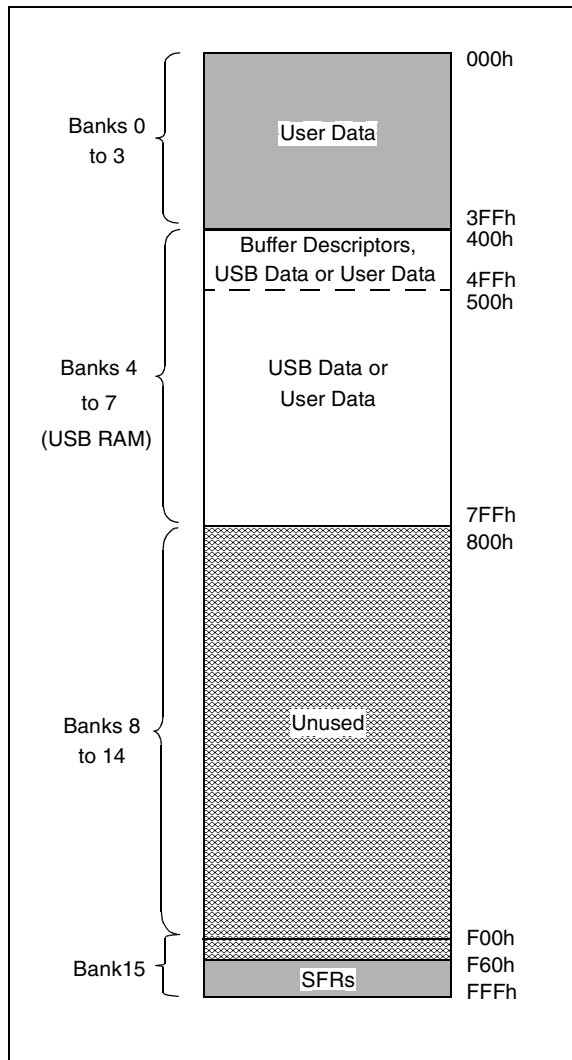 000h
Banks 0
to 3
User Data
3FFh
400h
Buffer Descriptors,
USB Data or User Data
4FFh
500h
Banks 4
to 7
(USB RAM)
USB Data or
User Data
7FFh
800h
Banks 8
to 14
Unused
F00h
Bank15
F60h
SFRs
FFFh